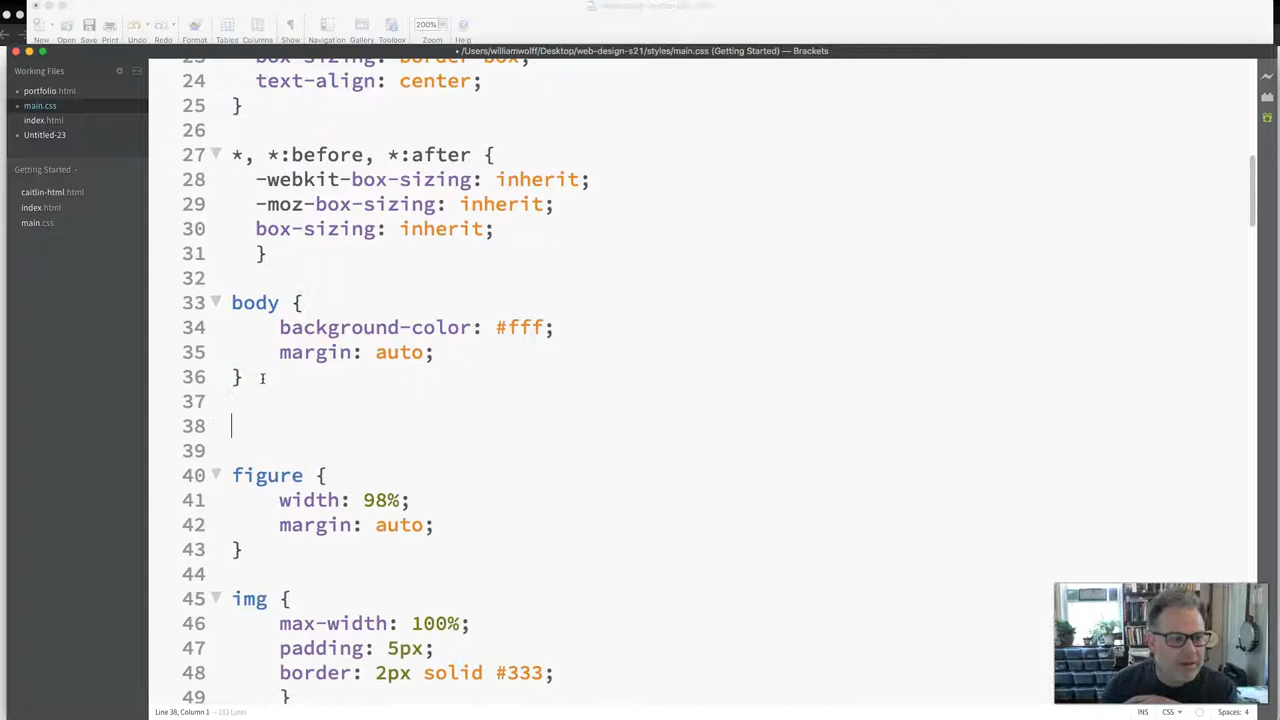 New Open Save Print Undo Redo Format Tables Columns Show Navigation Gallery Toolbox Zoom Help
200%
• /Users/williamwolff/Desktop/web-design-s21/styles/main.css (Getting Started) — Brackets
Working Files
• portfolio.html
• main.css
index.html
• Untitled-23
Getting Started
caitlin-html.html
index.html
main.css
23 box-sizing: border-box;
24 text-align: center;
25 }
26
27 *, *:before, *:after {
28 -webkit-box-sizing: inherit;
29 -moz-box-sizing: inherit;
30 box-sizing: inherit;
31 }
32
33 body {
34 background-color: #fff;
35 margin: auto;
36 }
37
38
39
40 figure {
41 width: 98%;
42 margin: auto;
43 }
44
45 img {
46 max-width: 100%;
47 padding: 5px;
48 border: 2px solid #333;
49 }
Line 38, Column 1 — 233 Lines
INS CSS Spaces: 4